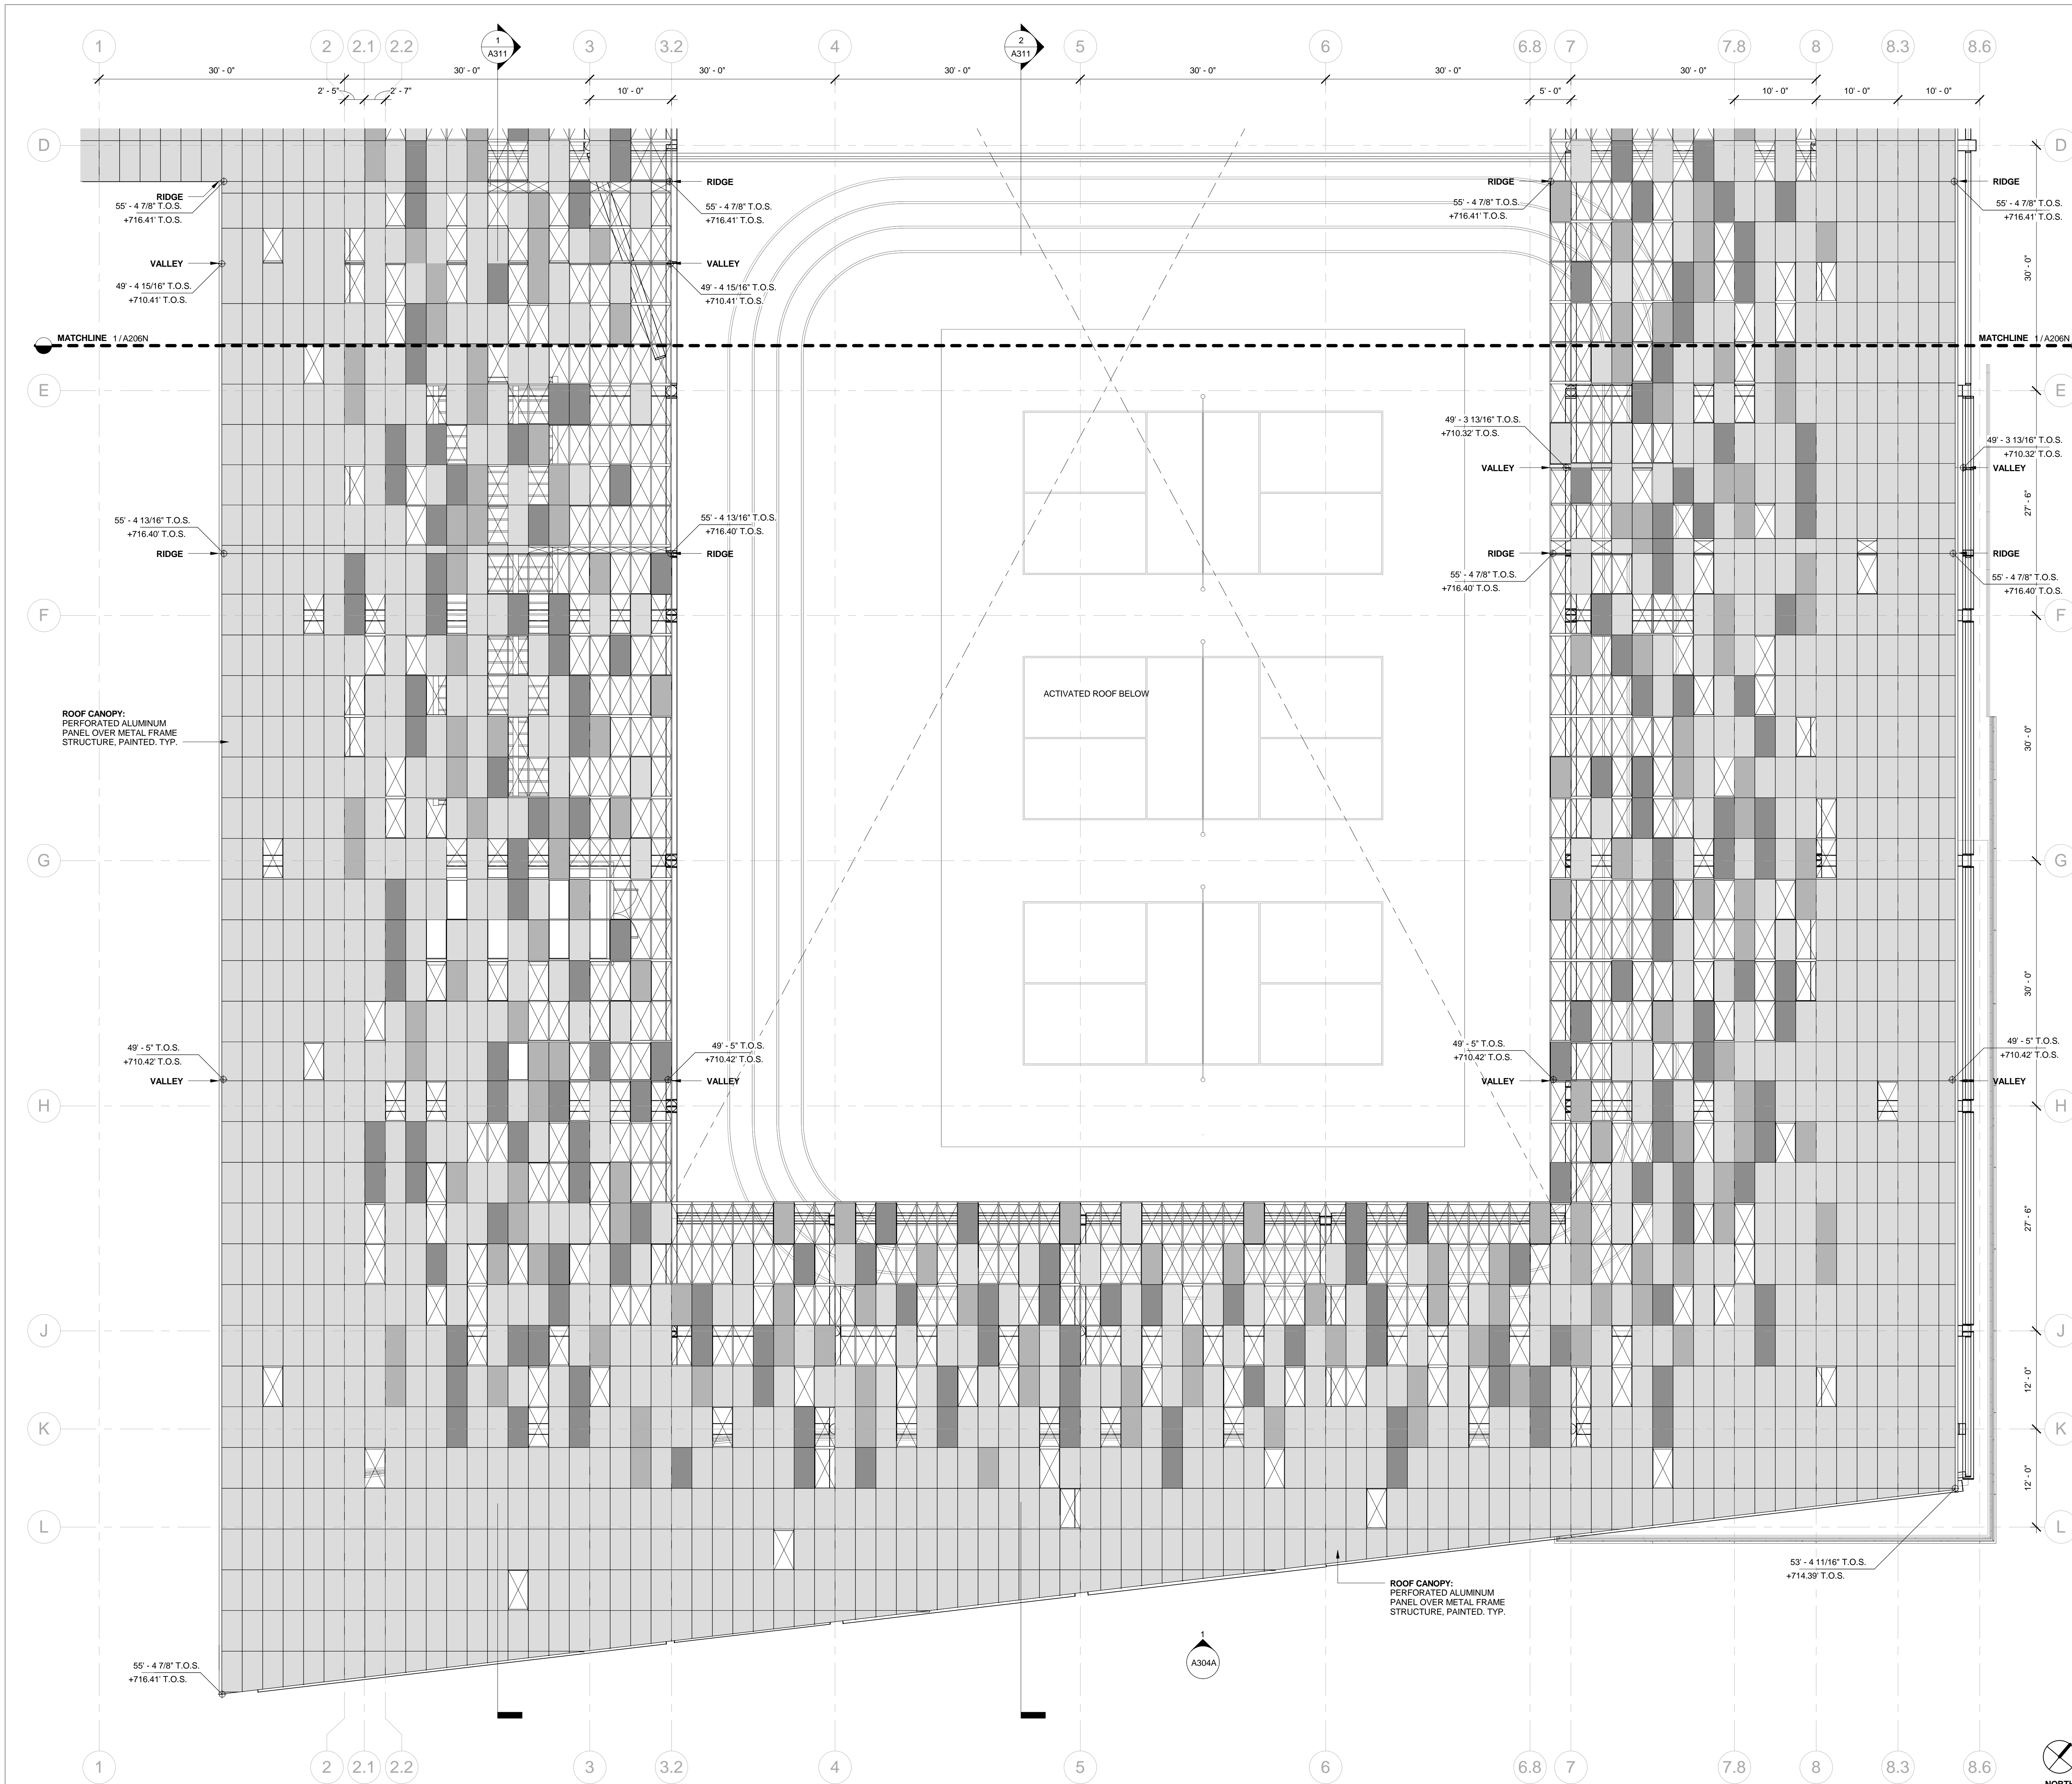 1
2
2.1
2.2
1
A311
3
3.2
4
2
A311
5
6
6.8
7
7.8
8
8.3
8.6
30' - 0"
30' - 0"
30' - 0"
30' - 0"
30' - 0"
30' - 0"
30' - 0"
2' - 5"
2' - 7"
10' - 0"
5' - 0"
10' - 0"
10' - 0"
10' - 0"
D
D
RIDGE
55' - 4 7/8" T.O.S.
+716.41' T.O.S.
RIDGE
55' - 4 7/8" T.O.S.
+716.41' T.O.S.
RIDGE
55' - 4 7/8" T.O.S.
+716.41' T.O.S.
RIDGE
55' - 4 7/8" T.O.S.
+716.41' T.O.S.
VALLEY
49' - 4 15/16" T.O.S.
+710.41' T.O.S.
VALLEY
49' - 4 15/16" T.O.S.
+710.41' T.O.S.
30' - 0"
MATCHLINE 1 / A206N
MATCHLINE 1 / A206N
E
E
49' - 3 13/16" T.O.S.
+710.32' T.O.S.
VALLEY
49' - 3 13/16" T.O.S.
+710.32' T.O.S.
VALLEY
27' - 6"
55' - 4 13/16" T.O.S.
+716.40' T.O.S.
RIDGE
55' - 4 13/16" T.O.S.
+716.40' T.O.S.
RIDGE
RIDGE
55' - 4 7/8" T.O.S.
+716.40' T.O.S.
RIDGE
55' - 4 7/8" T.O.S.
+716.40' T.O.S.
F
F
ACTIVATED ROOF BELOW
ROOF CANOPY:
PERFORATED ALUMINUM
PANEL OVER METAL FRAME
STRUCTURE, PAINTED. TYP.
30' - 0"
G
G
30' - 0"
49' - 5" T.O.S.
+710.42' T.O.S.
VALLEY
49' - 5" T.O.S.
+710.42' T.O.S.
VALLEY
49' - 5" T.O.S.
+710.42' T.O.S.
VALLEY
49' - 5" T.O.S.
+710.42' T.O.S.
VALLEY
H
H
27' - 6"
J
J
12' - 0"
K
K
12' - 0"
L
L
53' - 4 11/16" T.O.S.
+714.39' T.O.S.
ROOF CANOPY:
PERFORATED ALUMINUM
PANEL OVER METAL FRAME
STRUCTURE, PAINTED. TYP.
1
A304A
55' - 4 7/8" T.O.S.
+716.41' T.O.S.
1
2
2.1
2.2
3
3.2
4
5
6
6.8
7
7.8
8
8.3
8.6